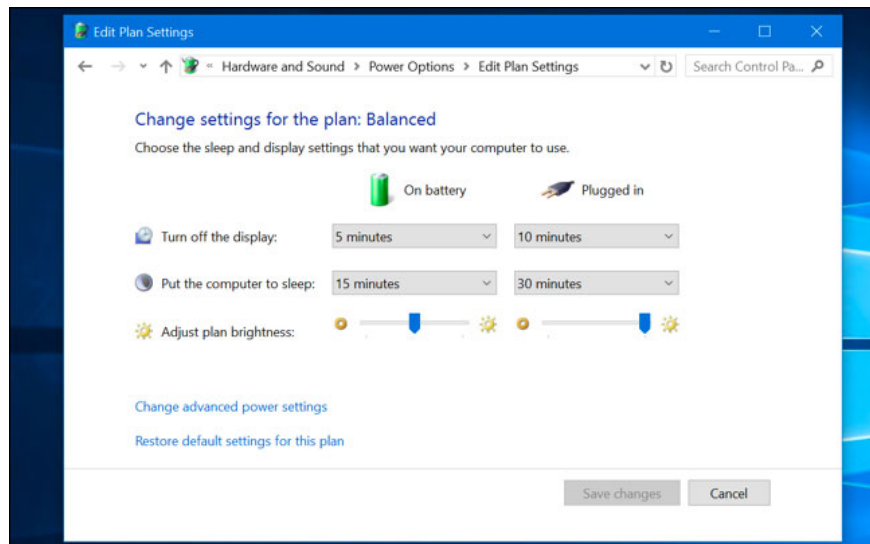 Edit Plan Settings
« Hardware and Sound > Power Options > Edit Plan Settings
Search Control Pa...
Change settings for the plan: Balanced
Choose the sleep and display settings that you want your computer to use.
On battery Plugged in
Turn off the display: 5 minutes 10 minutes
Put the computer to sleep: 15 minutes 30 minutes
Adjust plan brightness:
Change advanced power settings
Restore default settings for this plan
Save changes Cancel